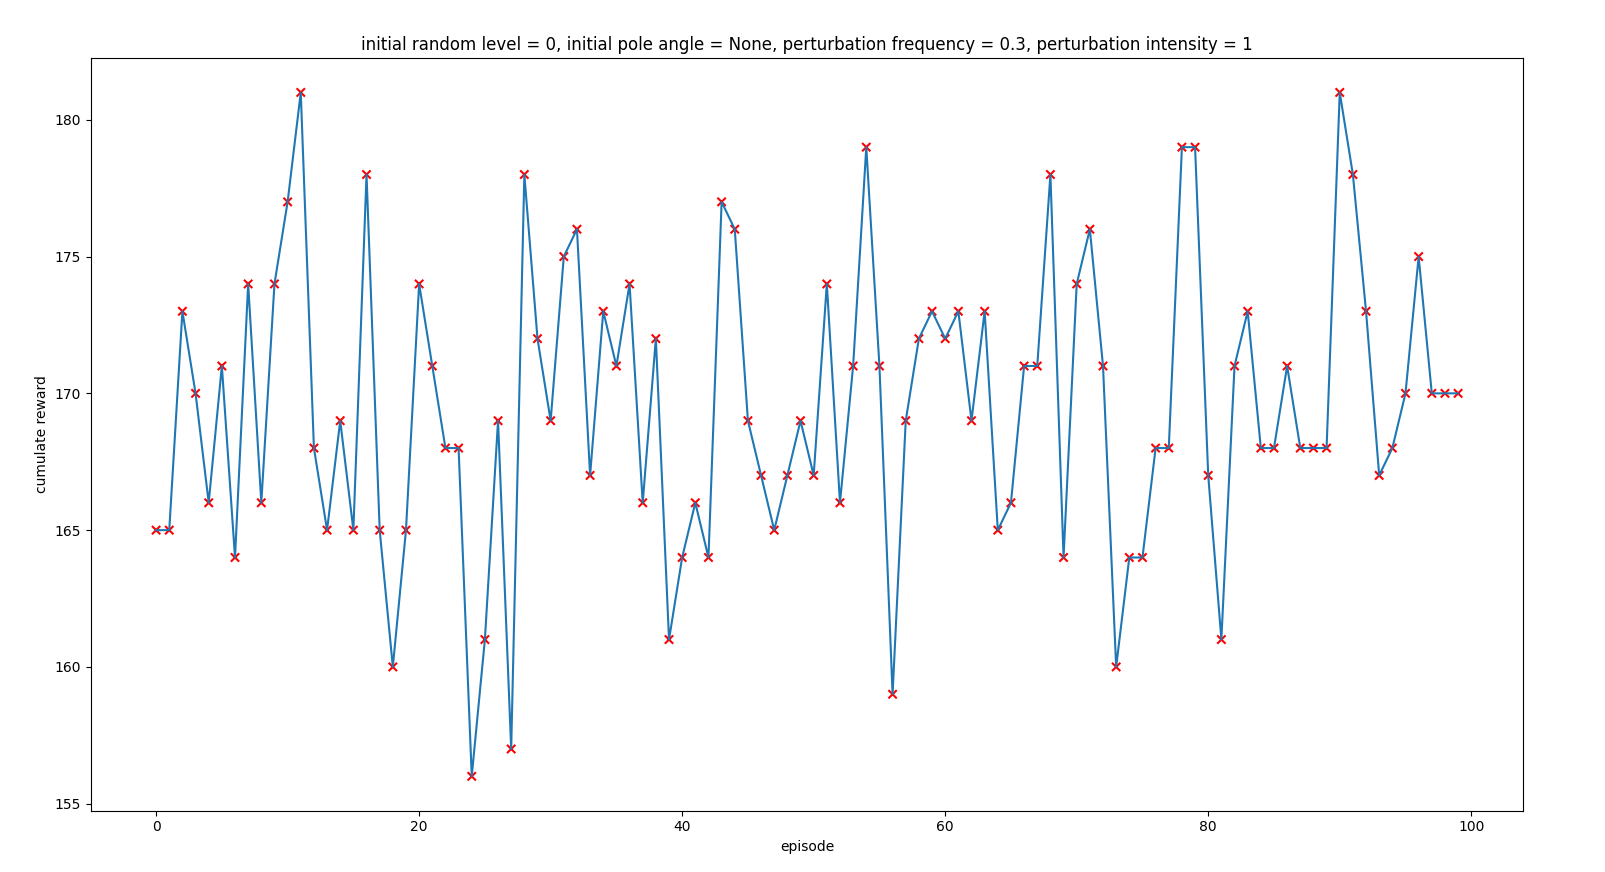 initial random level = 0, initial pole angle = None, perturbation frequency = 0.3, perturbation intensity = 1
cumulate reward
180
175
170
165
160
155
0 20 40 60 80 100
episode